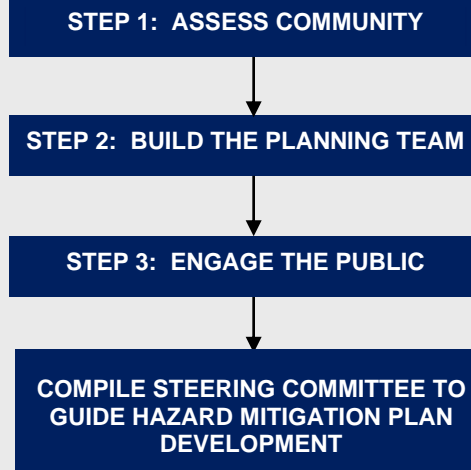 STEP 1: ASSESS COMMUNITY
STEP 2: BUILD THE PLANNING TEAM
STEP 3: ENGAGE THE PUBLIC
COMPILE STEERING COMMITTEE TO
GUIDE HAZARD MITIGATION PLAN
DEVELOPMENT